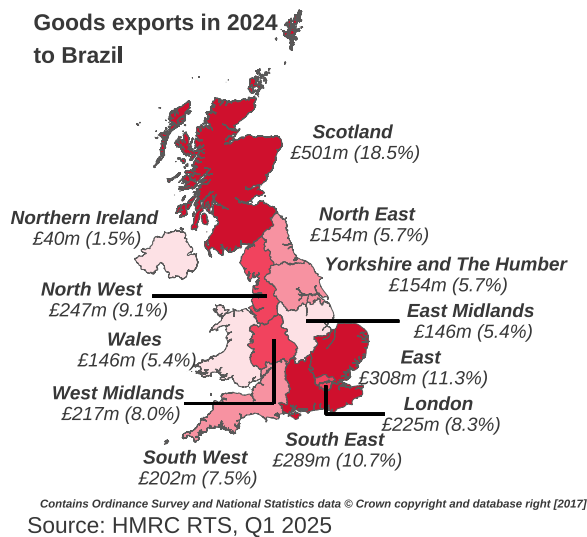 Goods exports in 2024
to Brazil
Scotland
£501m (18.5%)
Northern Ireland
£40m (1.5%)
North East
£154m (5.7%)
Yorkshire and The Humber
£154m (5.7%)
North West
£247m (9.1%)
East Midlands
£146m (5.4%)
Wales
£146m (5.4%)
East
£308m (11.3%)
West Midlands
£217m (8.0%)
London
£225m (8.3%)
South East
£289m (10.7%)
South West
£202m (7.5%)
Contains Ordinance Survey and National Statistics data © Crown copyright and database right [2017]
Source: HMRC RTS, Q1 2025